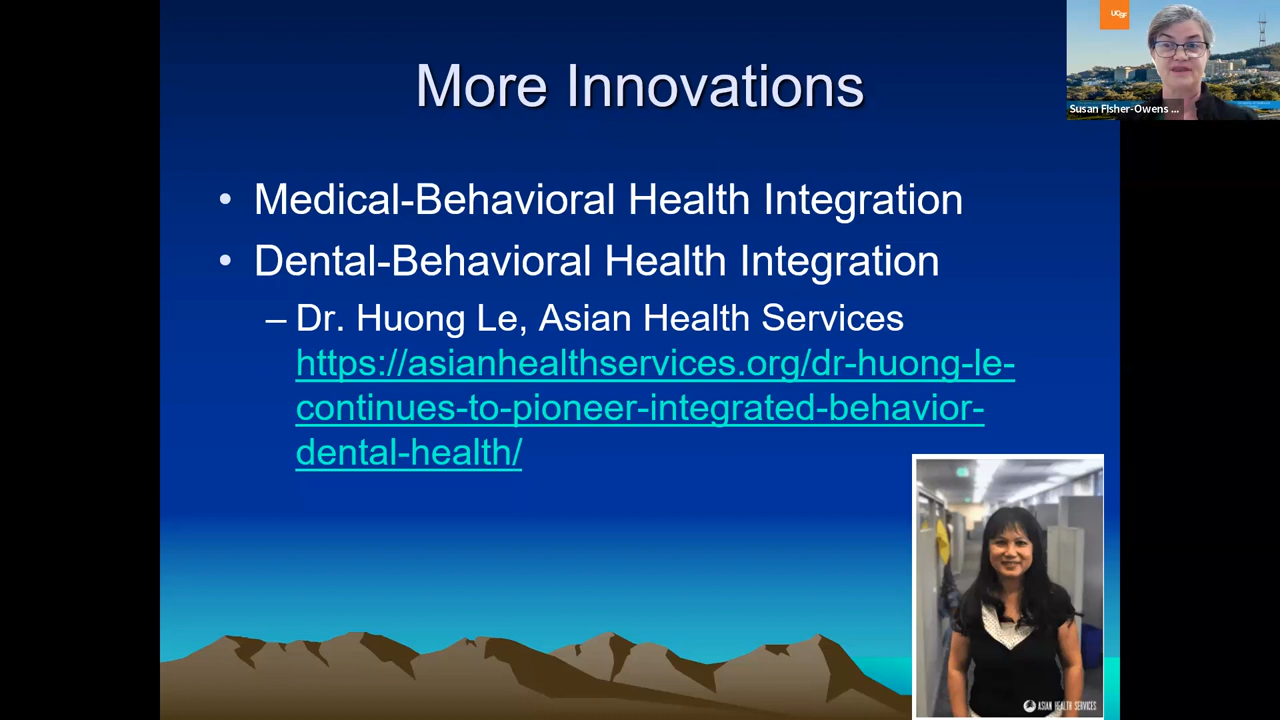 More Innovations
UCSF
Susan FIsher-Owens ...
• Medical-Behavioral Health Integration
• Dental-Behavioral Health Integration
– Dr. Huong Le, Asian Health Services
https://asianhealthservices.org/dr-huong-le-
continues-to-pioneer-integrated-behavior-
dental-health/
ASIAN HEALTH SERVICES